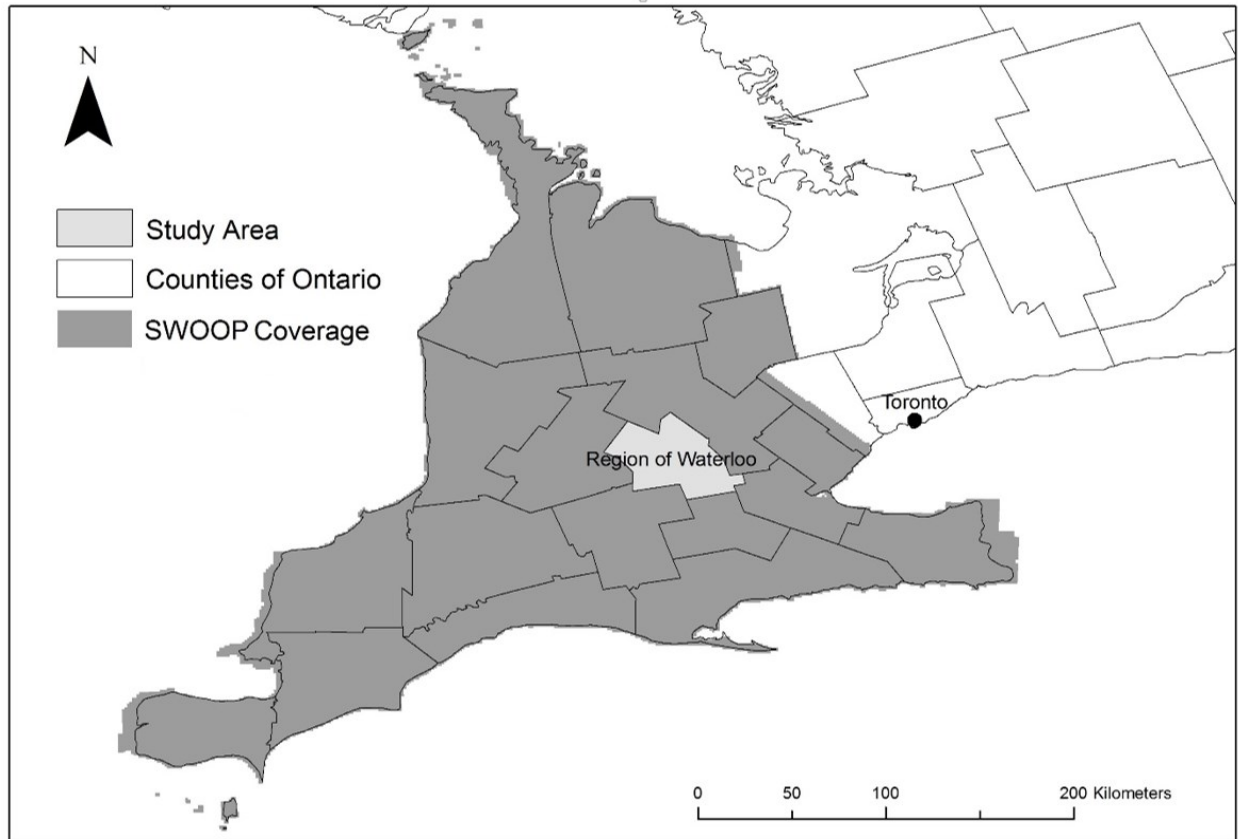 N
Study Area
Counties of Ontario
SWOOP Coverage
Toronto
Region of Waterloo
0 50 100 200 Kilometers